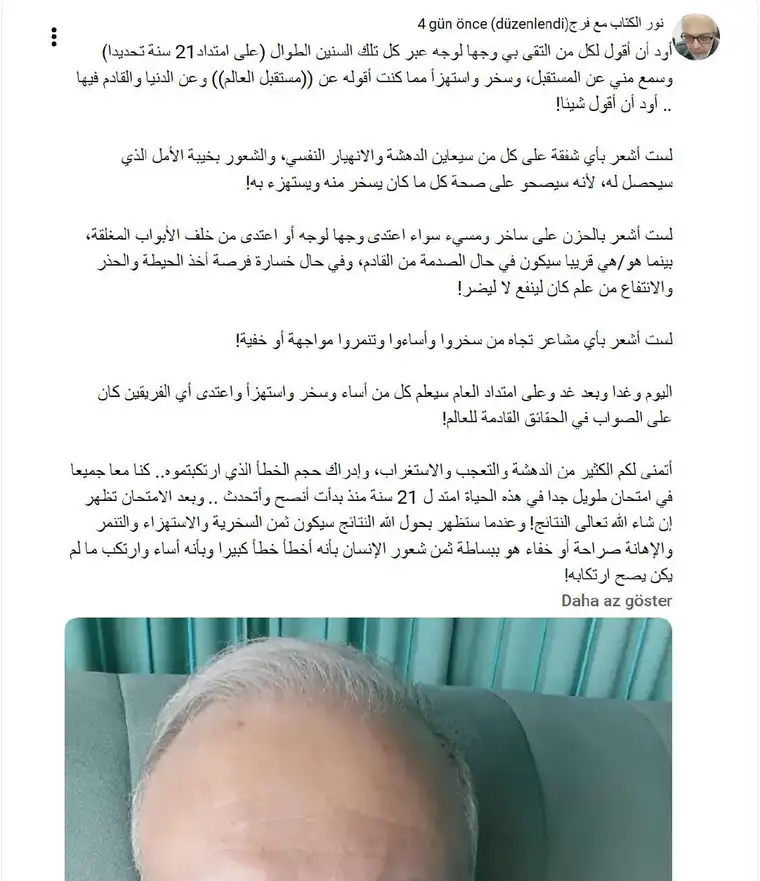 نور الكتاب مع فرج(düzenlendi) 4 gün önce
أود أن أقول لكل من التقى بي وجها لوجه عبر كل تلك السنين الطوال (على امتداد21 سنة تحديدا)
وسمع مني عن المستقبل، وسخر واستهزأ مما كنت أقوله عن ((مستقبل العالم)) وعن الدنيا والقادم فيها
.. أود أن أقول شيئا!
لست أشعر بأي شفقة على كل من سيعاين الدهشة والانهيار النفسي، والشعور بخيبة الأمل الذي
سيحصل له، لأنه سيصحو على صحة كل ما كان يسخر منه ويستهزء به!
لست أشعر بالحزن على ساخر ومسيء سواء اعتدى وجها لوجه أو اعتدى من خلف الأبواب المغلقة،
بينما هو/هي قريبا سيكون في حال الصدمة من القادم، وفي حال خسارة فرصة أخذ الحيطة والحذر
والانتفاع من علم كان لينفع لا ليضر!
لست أشعر بأي مشاعر تجاه من سخروا وأساءوا وتنمروا مواجهة أو خفية!
اليوم وغدا وبعد غد وعلى امتداد العام سيعلم كل من أساء وسخر واستهزأ واعتدى أي الفريقين كان
على الصواب في الحقائق القادمة للعالم!
أتمنى لكم الكثير من الدهشة والتعجب والاستغراب، وإدراك حجم الخطأ الذي ارتكبتموه.. كنا معا جميعا
في امتحان طويل جدا في هذه الحياة امتد ل 21 سنة منذ بدأت أنصح وأتحدث .. وبعد الامتحان تظهر
إن شاء الله تعالى النتائج! وعندما ستظهر بحول الله النتائج سيكون ثمن السخرية والاستهزاء والتنمر
والإهانة صراحة أو خفاء هو ببساطة ثمن شعور الإنسان بأنه أخطأ خطأ كبيرا وبأنه أساء وارتكب ما لم
يكن يصح ارتكابه!
Daha az göster